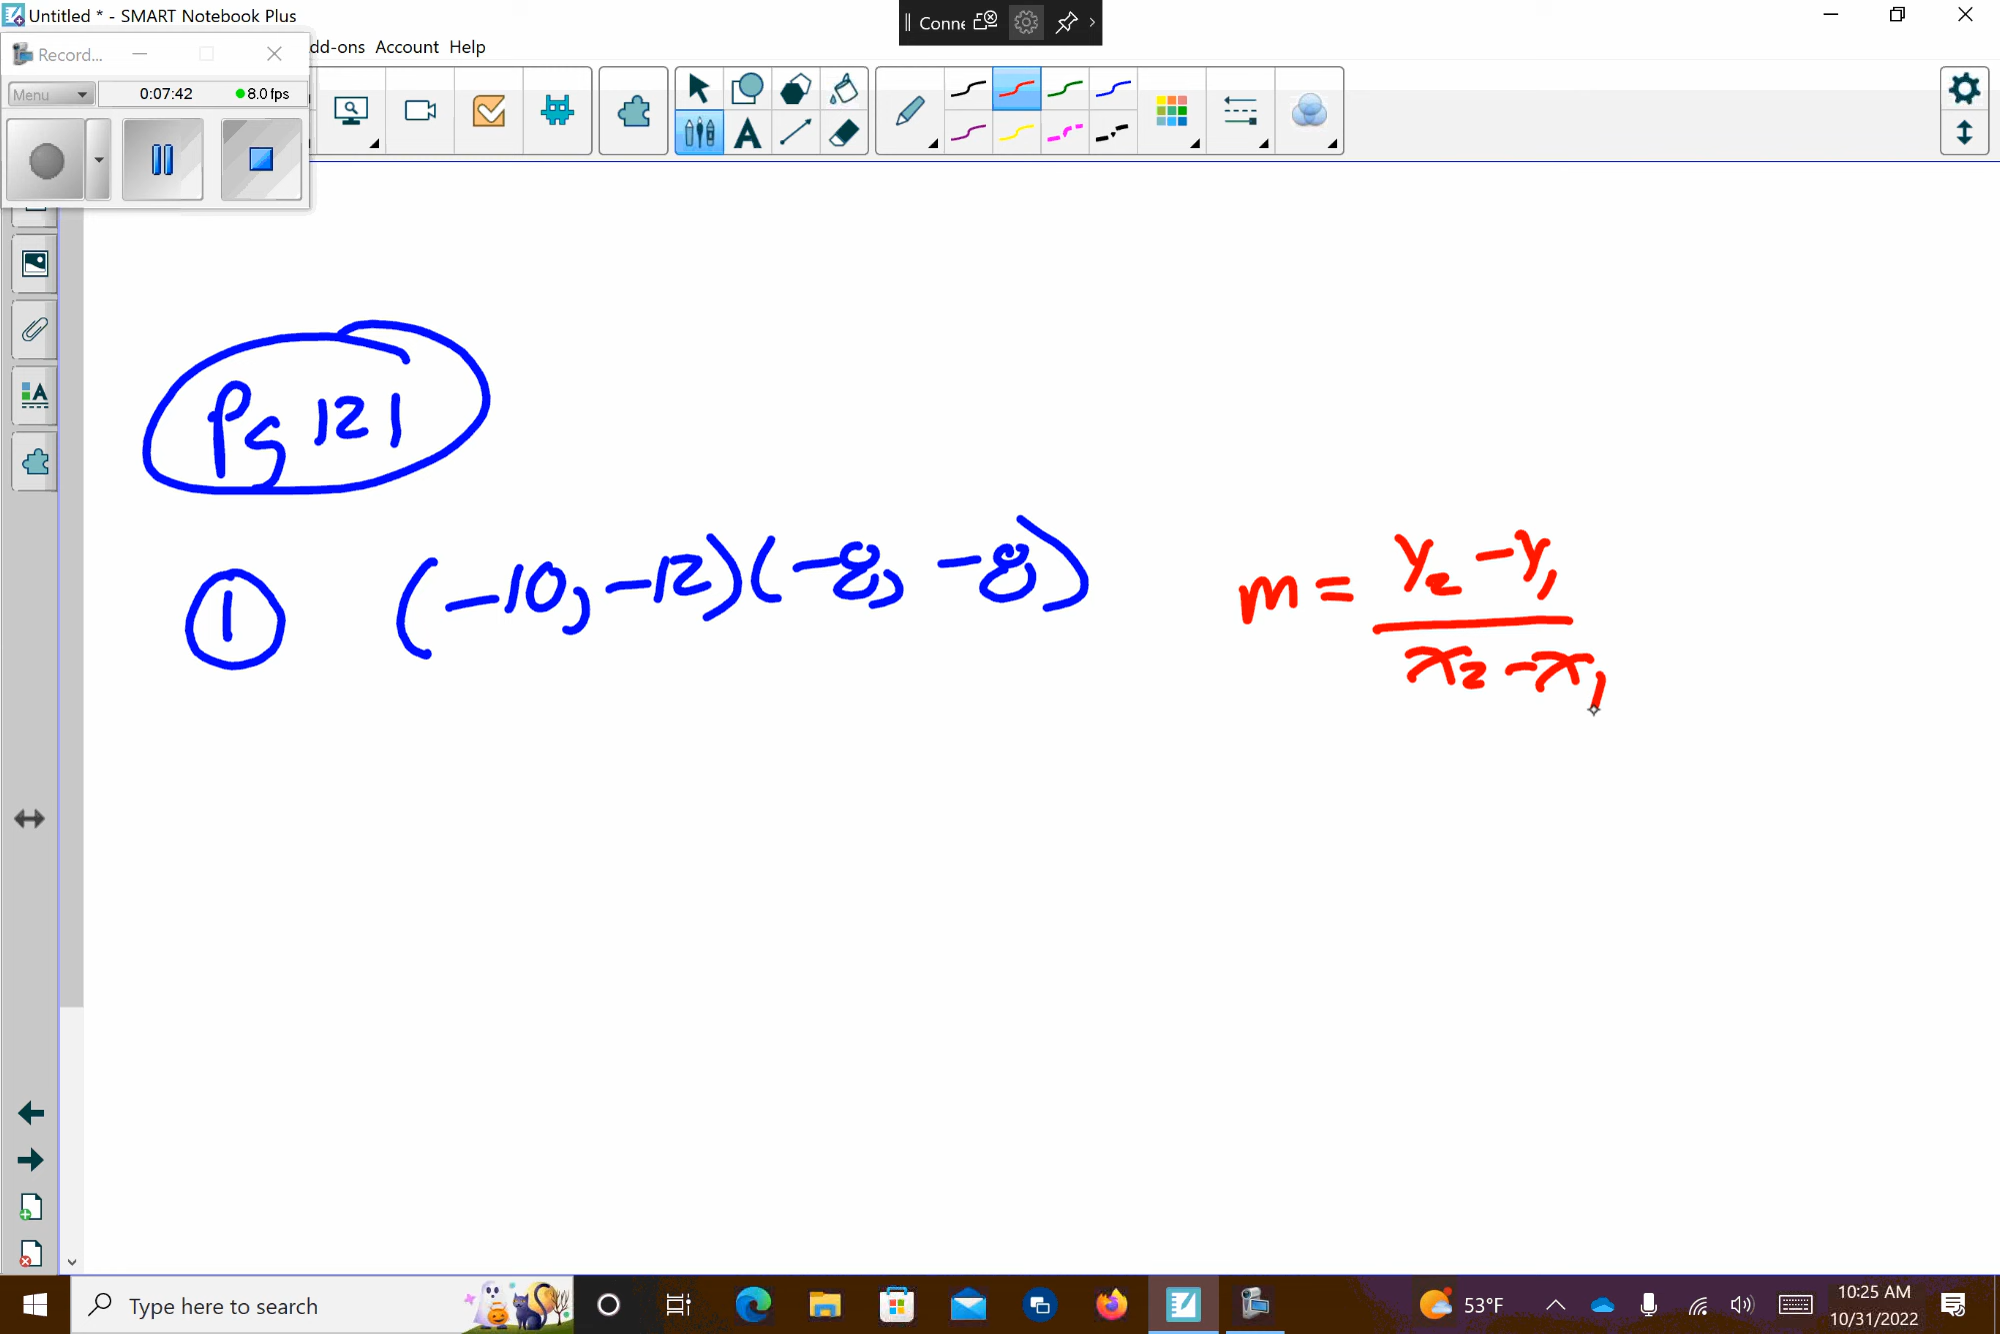 Untitled * - SMART Notebook Plus
Conne
Record...
dd-ons Account Help
Menu 0:07:42 8.0 fps
Pg 121
1 (-10, -12)(-8, -8) m = y₂ - y₁ / x₂ - x₁
Type here to search
53°F
10:25 AM
10/31/2022